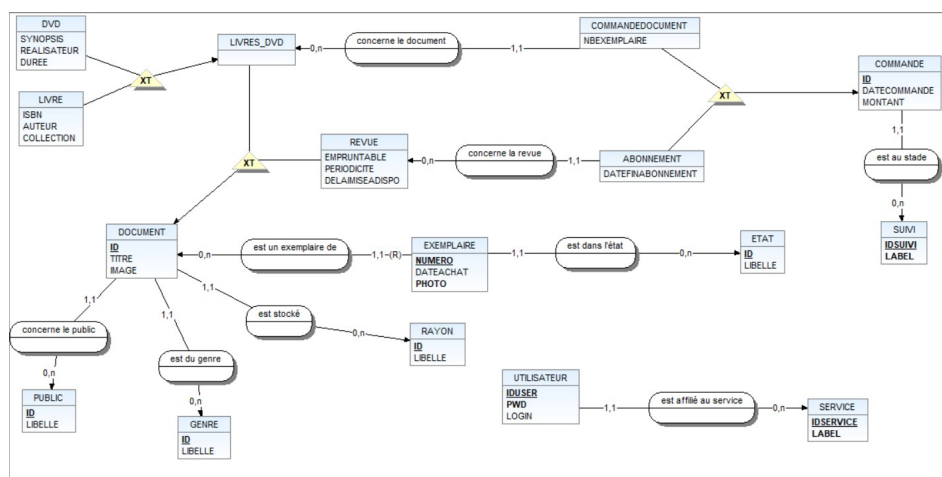 DVD
SYNOPSIS
REALISATEUR
DUREE
LIVRES_DVD
0,n
concerne le document
1,1
COMMANDEDOCUMENT
NBEXEMPLAIRE
XT
LIVRE
ISBN
AUTEUR
COLLECTION
XT
COMMANDE
ID
DATECOMMANDE
MONTANT
XT
REVUE
EMPRUNTABLE
PERIODICITE
DELAIMISEADISPO
0,n
concerne la revue
1,1
ABONNEMENT
DATEFINABONNEMENT
1,1
est au stade
0,n
SUIVI
IDSUIVI
LABEL
DOCUMENT
ID
TITRE
IMAGE
0,n
est un exemplaire de
1,1-(R)
EXEMPLAIRE
NUMERO
DATEACHAT
PHOTO
1,1
est dans l'état
0,n
ETAT
ID
LIBELLE
1,1
concerne le public
0,n
PUBLIC
ID
LIBELLE
1,1
est du genre
0,n
GENRE
ID
LIBELLE
1,1
est stocké
0,n
RAYON
ID
LIBELLE
UTILISATEUR
IDUSER
PWD
LOGIN
1,1
est affilié au service
0,n
SERVICE
IDSERVICE
LABEL